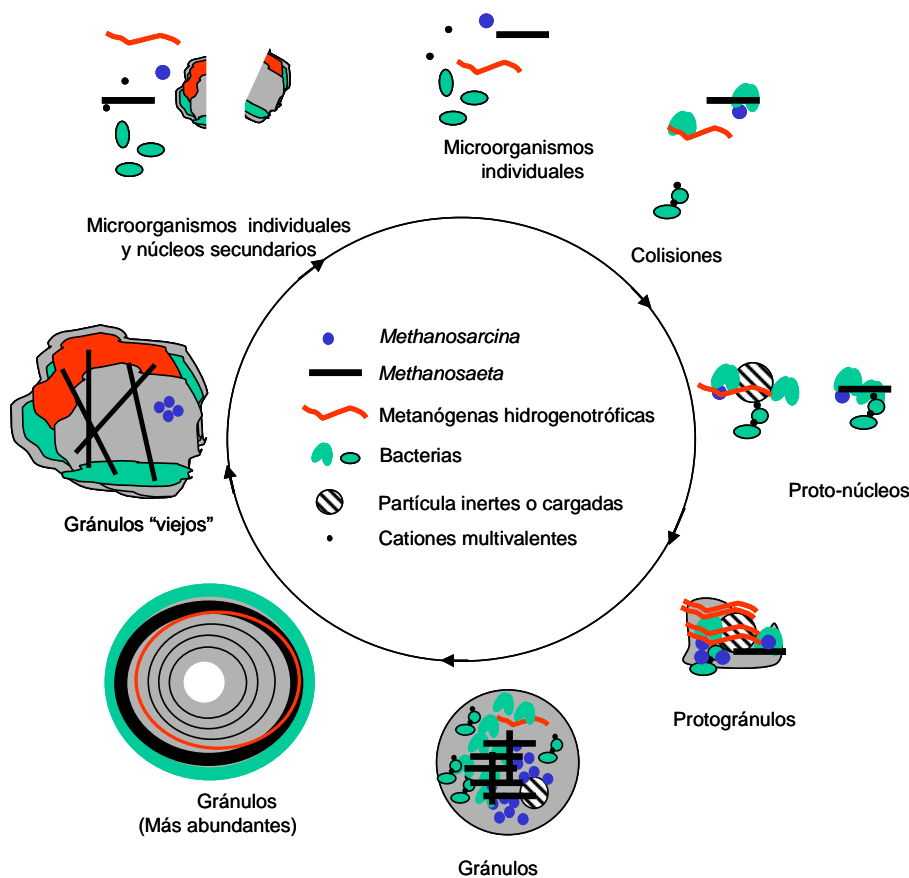 Microorganismos
individuales
Microorganismos individuales
y núcleos secundarios
Colisiones
Methanosarcina
Methanosaeta
Metanógenas hidrogenotróficas
Bacterias
Partícula inertes o cargadas
Cationes multivalentes
Proto-núcleos
Gránulos “viejos”
Protogránulos
Gránulos
(Más abundantes)
Gránulos